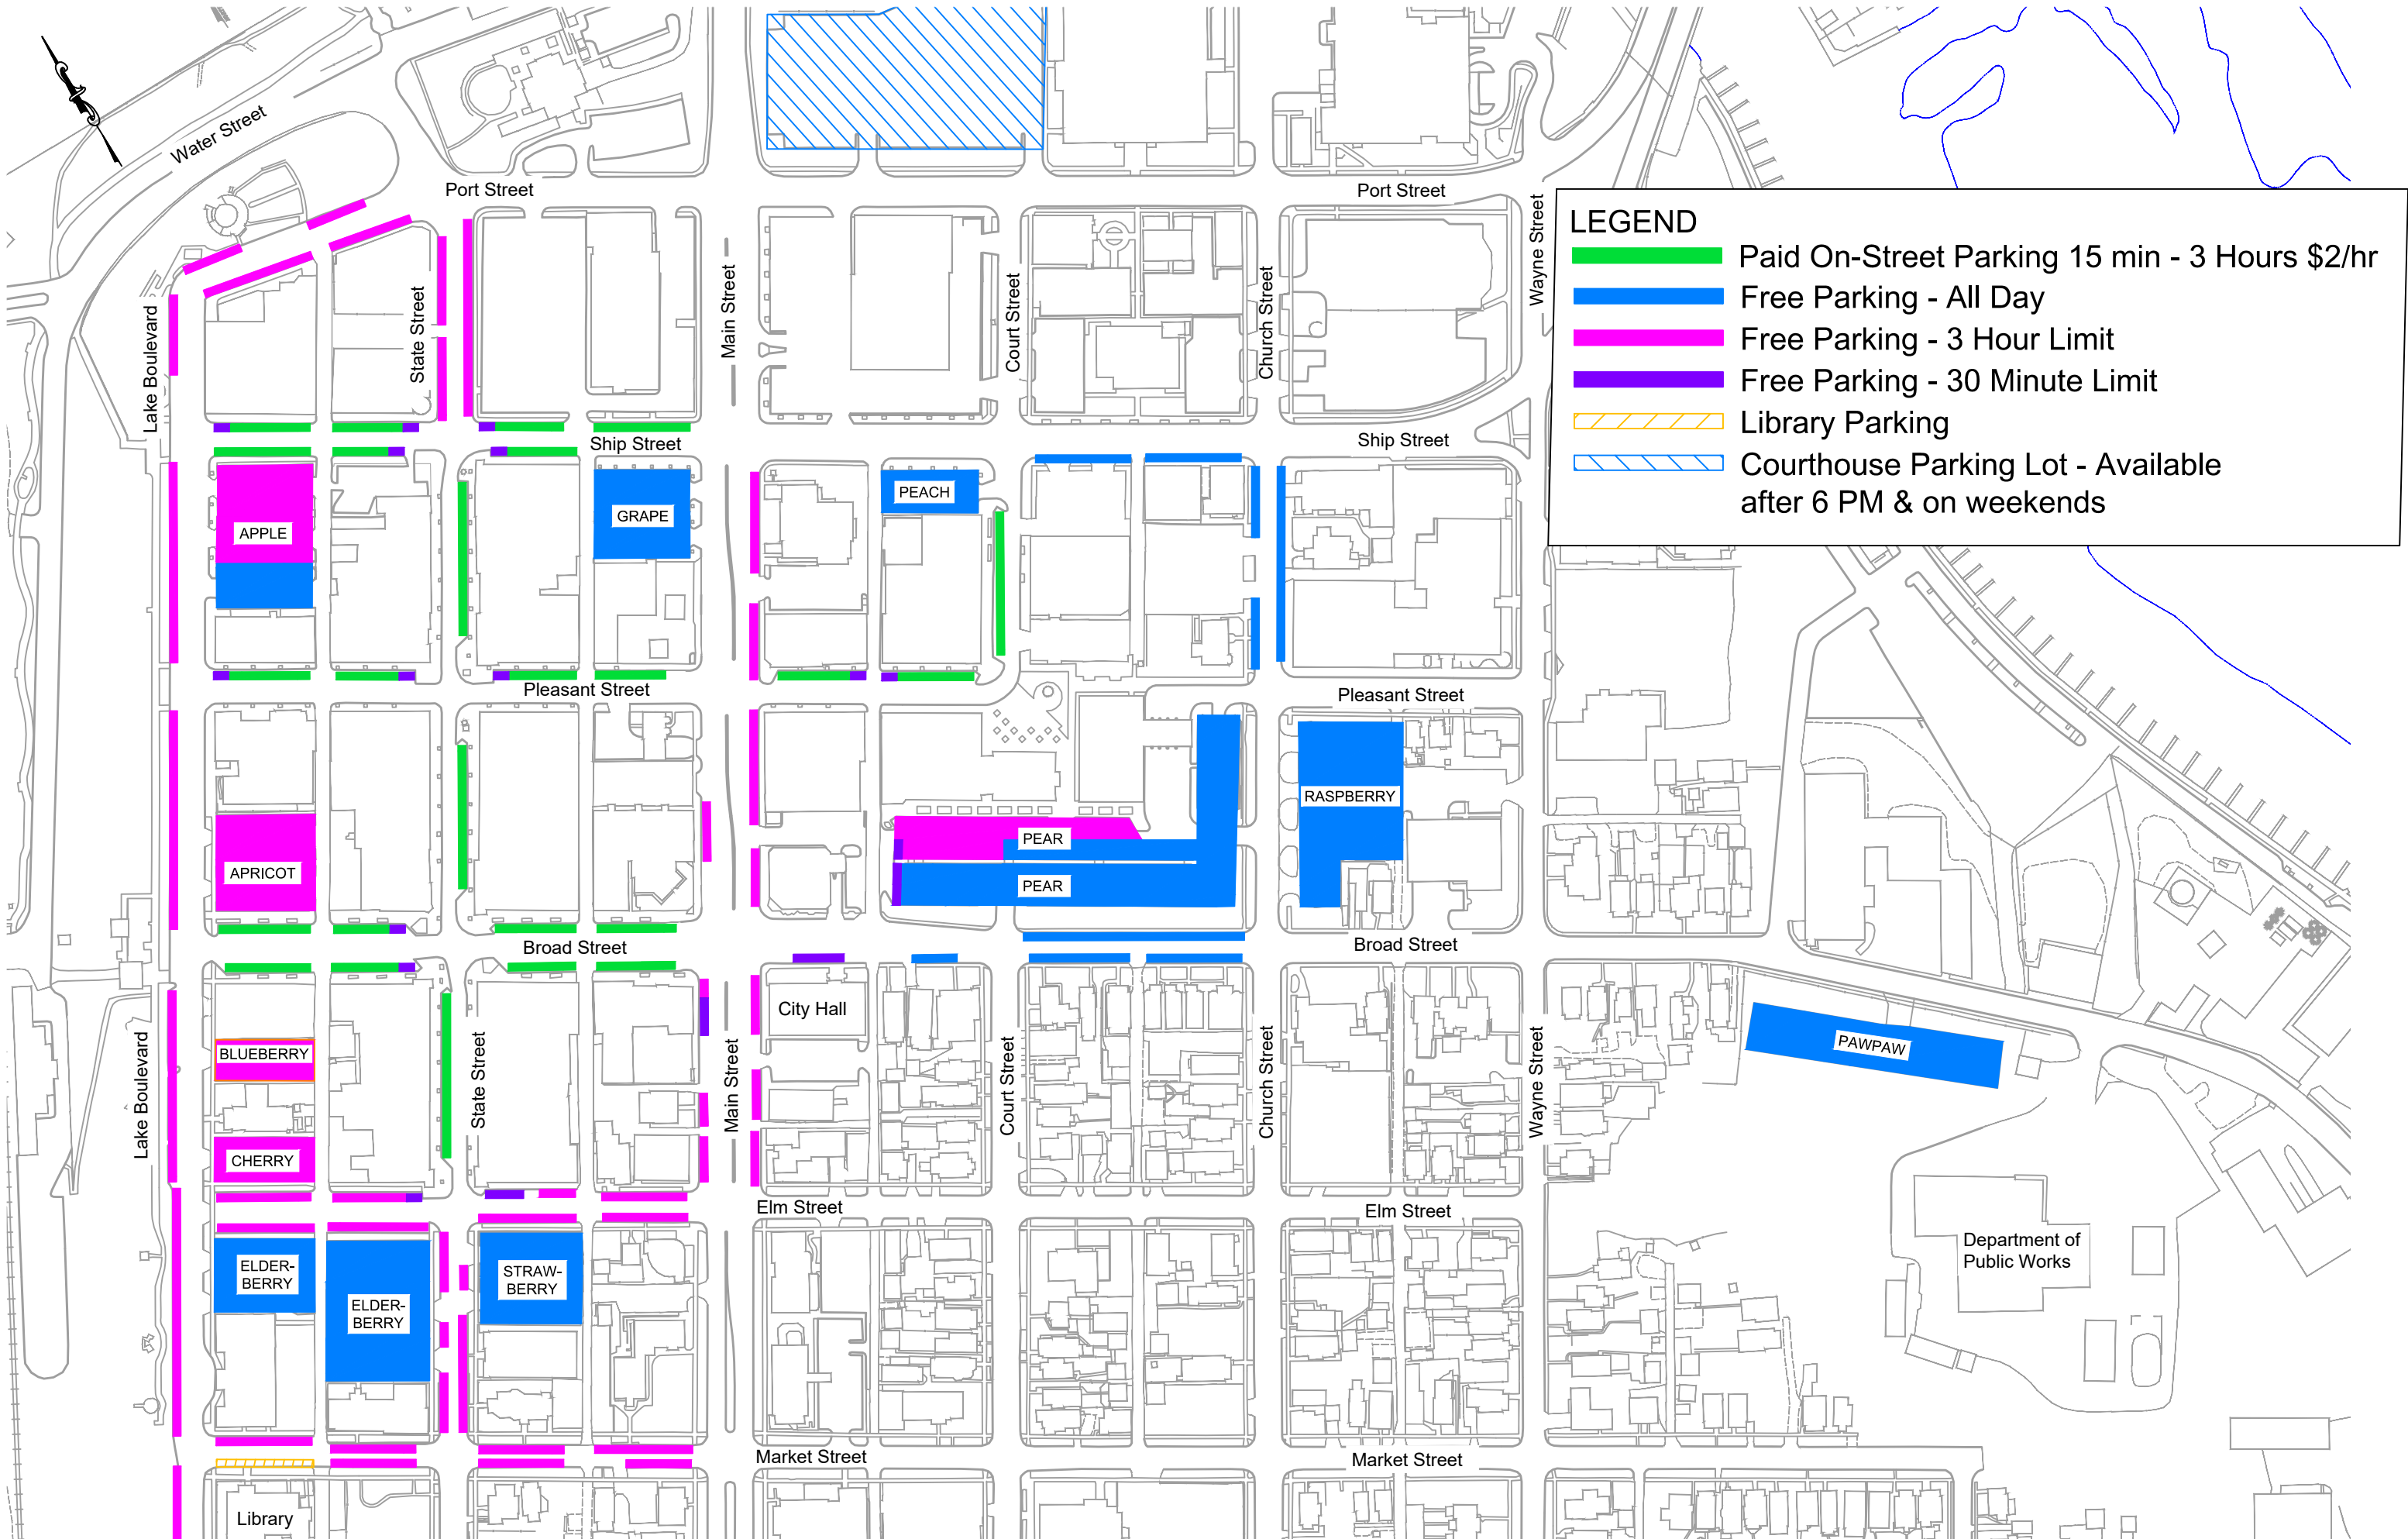 Water Street
Port Street
Port Street
Wayne Street
LEGEND
Paid On-Street Parking 15 min - 3 Hours $2/hr
Free Parking - All Day
Free Parking - 3 Hour Limit
Free Parking - 30 Minute Limit
Library Parking
Courthouse Parking Lot - Available
after 6 PM & on weekends
Lake Boulevard
State Street
Main Street
Court Street
Church Street
Ship Street
Ship Street
APPLE
GRAPE
PEACH
Pleasant Street
Pleasant Street
APRICOT
PEAR
PEAR
RASPBERRY
Broad Street
Broad Street
City Hall
BLUEBERRY
CHERRY
PAWPAW
Lake Boulevard
State Street
Main Street
Court Street
Church Street
Wayne Street
Elm Street
Elm Street
ELDER-
BERRY
ELDER-
BERRY
STRAW-
BERRY
Department of
Public Works
Market Street
Market Street
Library